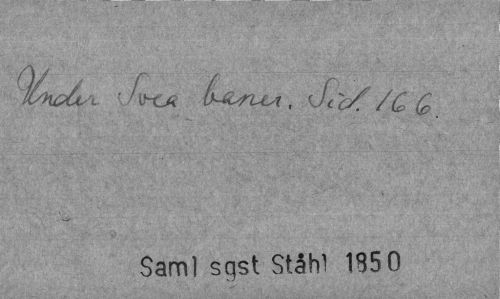 Under Svea baner. Sid. 166.
Saml sgst Ståhl 1850